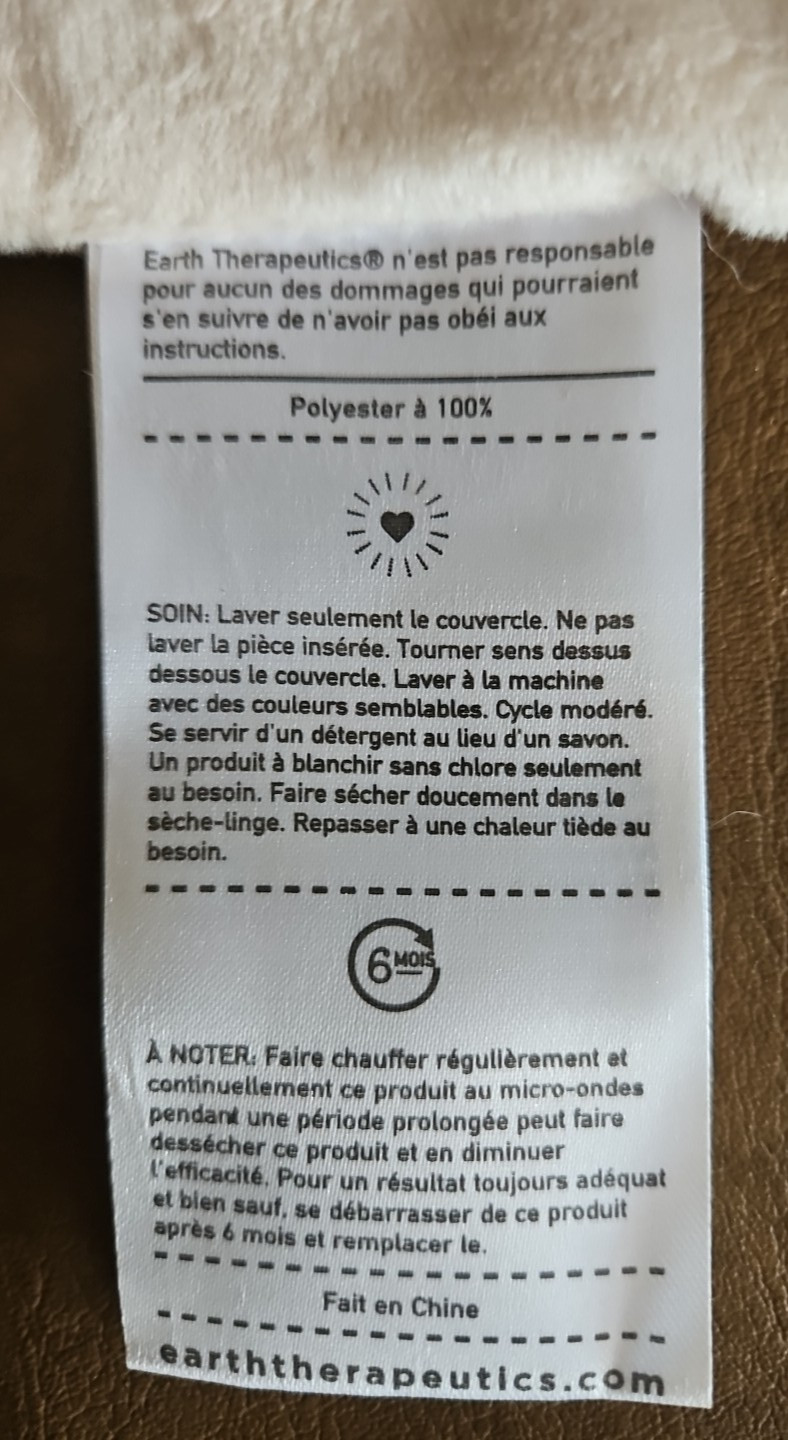 Earth Therapeutics® n'est pas responsable
pour aucun des dommages qui pourraient
s'en suivre de n'avoir pas obéi aux
instructions.
Polyester à 100%
SOIN: Laver seulement le couvercle. Ne pas
laver la pièce insérée. Tourner sens dessus
dessous le couvercle. Laver à la machine
avec des couleurs semblables. Cycle modéré.
Se servir d'un détergent au lieu d'un savon.
Un produit à blanchir sans chlore seulement
au besoin. Faire sécher doucement dans le
sèche-linge. Repasser à une chaleur tiède au
besoin.
6 MOIS
À NOTER: Faire chauffer régulièrement et
continuellement ce produit au micro-ondes
pendant une période prolongée peut faire
dessécher ce produit et en diminuer
l'efficacité. Pour un résultat toujours adéquat
et bien sauf, se débarrasser de ce produit
après 6 mois et remplacer le.
Fait en Chine
earththerapeutics.com